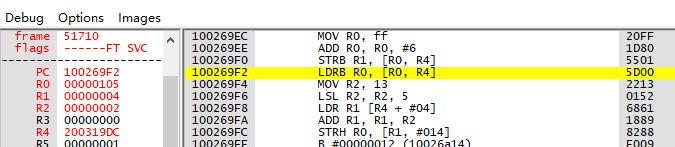 Debug Options Images
frame 51710
flags ------FT SVC
PC 100269F2
R0 00000105
R1 00000004
R2 00000002
R3 00000000
R4 200319DC
R5 00000001
100269EC MOV R0, ff 20FF
100269EE ADD R0, R0, #6 1D80
100269F0 STRB R1, [R0, R4] 5501
100269F2 LDRB R0, [R0, R4] 5D00
100269F4 MOV R2, 13 2213
100269F6 LSL R2, R2, 5 0152
100269F8 LDR R1 [R4 + #04] 6861
100269FA ADD R1, R1, R2 1889
100269FC STRH R0, [R1, #014] 8288
100269FE B #00000012 (10026a14) E009